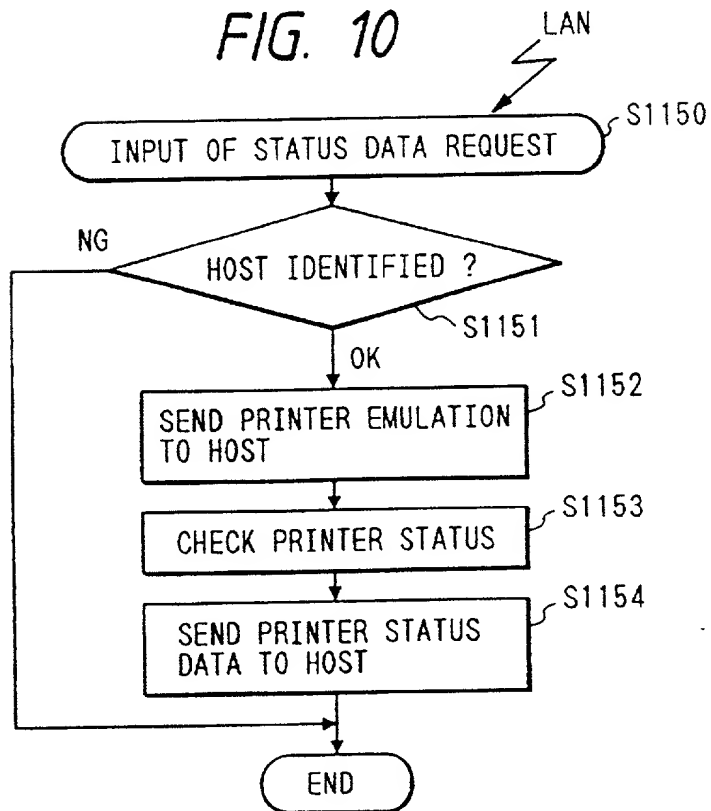 FIG. 10
LAN
S1150
INPUT OF STATUS DATA REQUEST
NG
HOST IDENTIFIED ?
S1151
OK
S1152
SEND PRINTER EMULATION
TO HOST
S1153
CHECK PRINTER STATUS
S1154
SEND PRINTER STATUS
DATA TO HOST
END